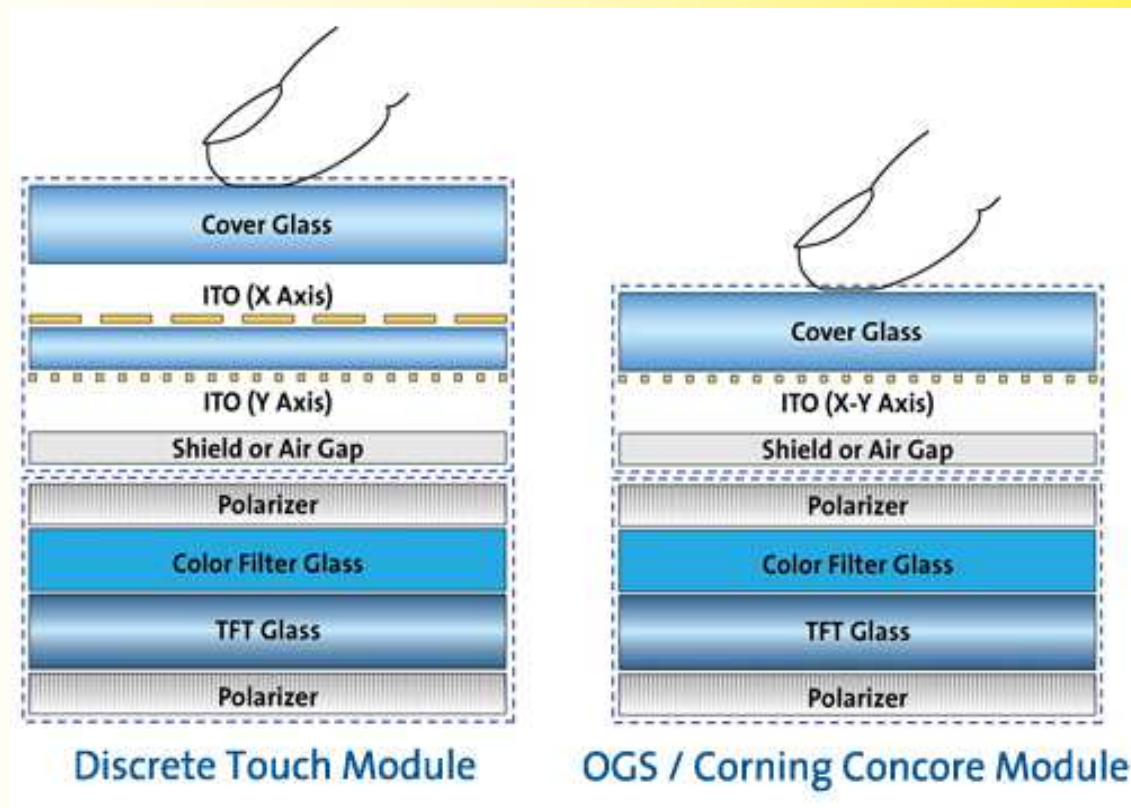 Cover Glass
ITO (X Axis)
ITO (Y Axis)
Shield or Air Gap
Polarizer
Color Filter Glass
TFT Glass
Polarizer
Discrete Touch Module
Cover Glass
ITO (X-Y Axis)
Shield or Air Gap
Polarizer
Color Filter Glass
TFT Glass
Polarizer
OGS / Corning Concore Module